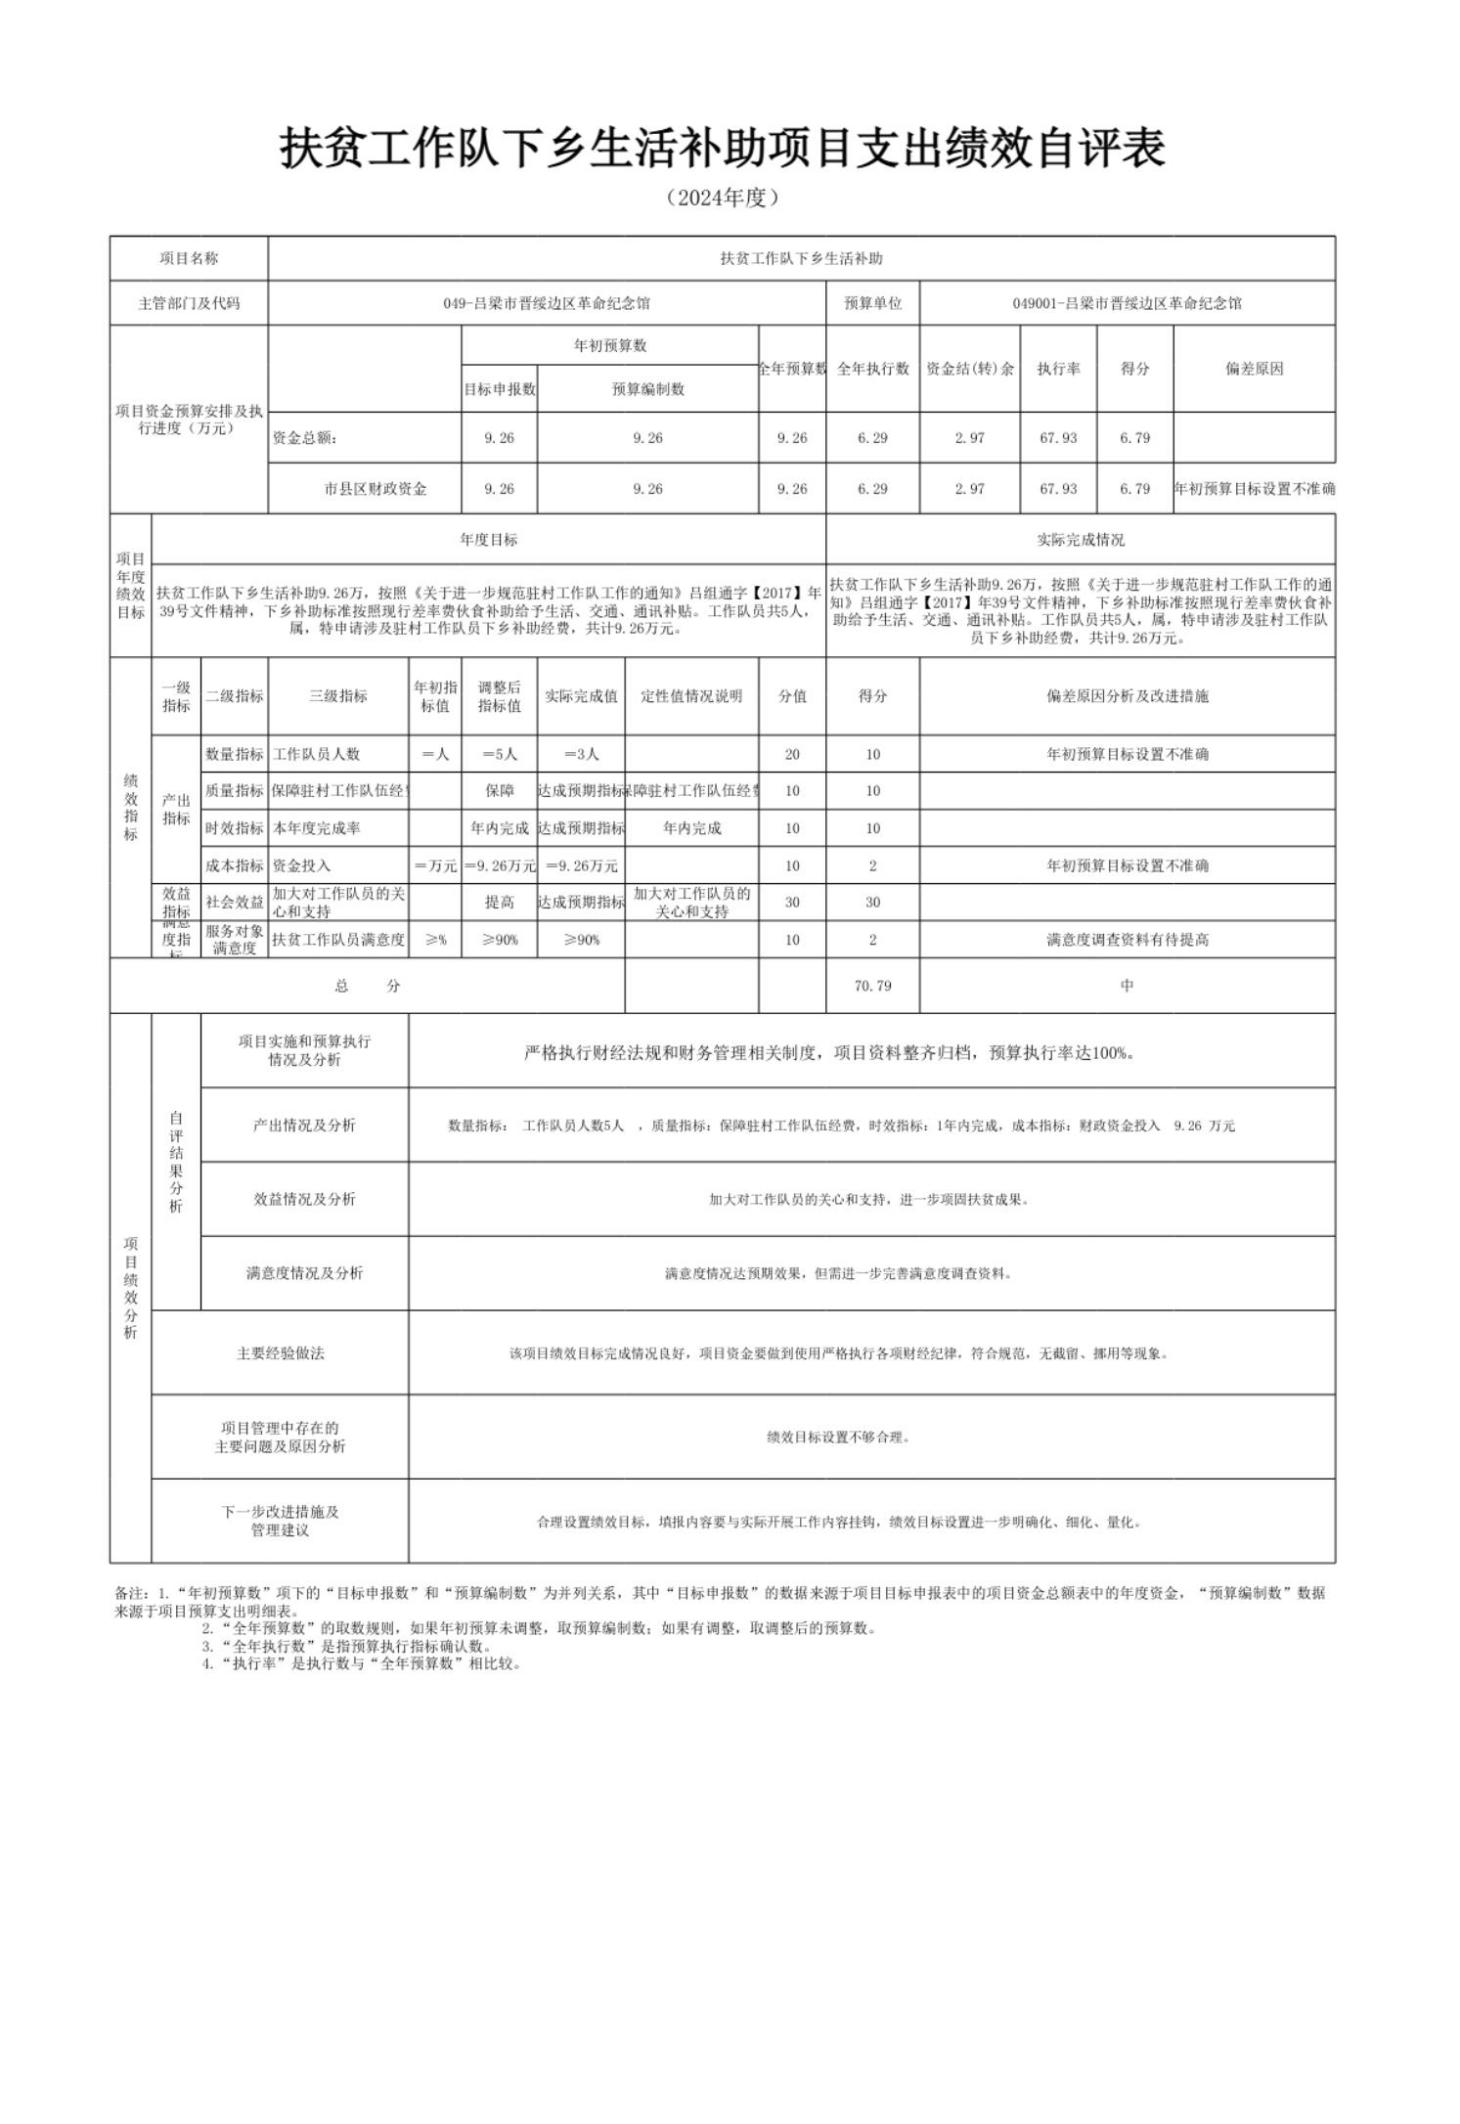 扶贫工作队下乡生活补助项目支出绩效自评表
（2024年度）
项目名称 扶贫工作队下乡生活补助
主管部门及代码 049-吕梁市晋绥边区革命纪念馆 预算单位 049001-吕梁市晋绥边区革命纪念馆
项目资金预算安排及执
行进度（万元）
年初预算数
目标申报数 预算编制数
全年预算数 全年执行数 资金结(转)余 执行率 得分 偏差原因
资金总额： 9.26 9.26 9.26 6.29 2.97 67.93 6.79
市县区财政资金 9.26 9.26 9.26 6.29 2.97 67.93 6.79 年初预算目标设置不准确
项目
年度
绩效
目标
年度目标 实际完成情况
扶贫工作队下乡生活补助9.26万，按照《关于进一步规范驻村工作队工作的通知》吕组通字【2017】年
39号文件精神，下乡补助标准按照现行差率费伙食补助给予生活、交通、通讯补贴。工作队员共5人，
属，特申请涉及驻村工作队员下乡补助经费，共计9.26万元。
扶贫工作队下乡生活补助9.26万，按照《关于进一步规范驻村工作队工作的通
知》吕组通字【2017】年39号文件精神，下乡补助标准按照现行差率费伙食补
助给予生活、交通、通讯补贴。工作队员共5人，属，特申请涉及驻村工作队
员下乡补助经费，共计9.26万元。
绩
效
指
标
一级
指标
二级指标 三级指标
年初指
标值
调整后
指标值
实际完成值 定性值情况说明 分值 得分 偏差原因分析及改进措施
产出
指标
数量指标 工作队员人数 ＝人 ＝5人 ＝3人 20 10 年初预算目标设置不准确
质量指标 保障驻村工作队伍经 保障 达成预期指标 障驻村工作队伍经 10 10
时效指标 本年度完成率 年内完成 达成预期指标 年内完成 10 10
成本指标 资金投入 ＝万元 ＝9.26万元 ＝9.26万元 10 2 年初预算目标设置不准确
效益
指标
社会效益
加大对工作队员的关
心和支持
提高 达成预期指标
加大对工作队员的
关心和支持
30 30
满意
度指
标
服务对象
满意度
扶贫工作队员满意度 ≥% ≥90% ≥90% 10 2 满意度调查资料有待提高
总 分 70.79 中
项
目
绩
效
分
析
自
评
结
果
分
析
项目实施和预算执行
情况及分析
严格执行财经法规和财务管理相关制度，项目资料整齐归档，预算执行率达100%。
产出情况及分析 数量指标： 工作队员人数5人 ，质量指标：保障驻村工作队伍经费，时效指标：1年内完成，成本指标：财政资金投入 9.26 万元
效益情况及分析 加大对工作队员的关心和支持，进一步项固扶贫成果。
满意度情况及分析 满意度情况达预期效果，但需进一步完善满意度调查资料。
主要经验做法 该项目绩效目标完成情况良好，项目资金要做到使用严格执行各项财经纪律，符合规范，无截留、挪用等现象。
项目管理中存在的
主要问题及原因分析
绩效目标设置不够合理。
下一步改进措施及
管理建议
合理设置绩效目标，填报内容要与实际开展工作内容挂钩，绩效目标设置进一步明确化、细化、量化。
备注：1.“年初预算数”项下的“目标申报数”和“预算编制数”为并列关系，其中“目标申报数”的数据来源于项目目标申报表中的项目资金总额表中的年度资金，“预算编制数”数据
来源于项目预算支出明细表。
2.“全年预算数”的取数规则，如果年初预算未调整，取预算编制数；如果有调整，取调整后的预算数。
3.“全年执行数”是指预算执行指标确认数。
4.“执行率”是执行数与“全年预算数”相比较。